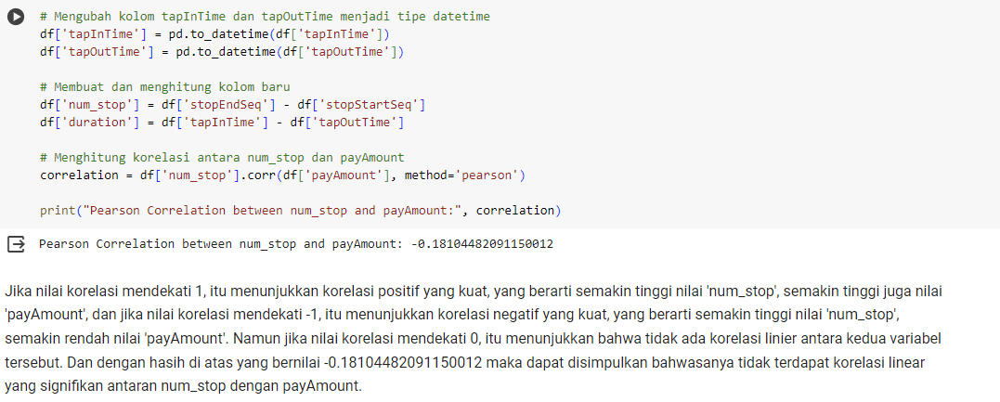 # Mengubah kolom tapInTime dan tapOutTime menjadi tipe datetime
df['tapInTime'] = pd.to_datetime(df['tapInTime'])
df['tapOutTime'] = pd.to_datetime(df['tapOutTime'])
# Membuat dan menghitung kolom baru
df['num_stop'] = df['stopEndSeq'] - df['stopStartSeq']
df['duration'] = df['tapInTime'] - df['tapOutTime']
# Menghitung korelasi antara num_stop dan payAmount
correlation = df['num_stop'].corr(df['payAmount'], method='pearson')
print("Pearson Correlation between num_stop and payAmount:", correlation)
Pearson Correlation between num_stop and payAmount: -0.18104482091150012
Jika nilai korelasi mendekati 1, itu menunjukkan korelasi positif yang kuat, yang berarti semakin tinggi nilai 'num_stop', semakin tinggi juga nilai
'payAmount', dan jika nilai korelasi mendekati -1, itu menunjukkan korelasi negatif yang kuat, yang berarti semakin tinggi nilai 'num_stop',
semakin rendah nilai 'payAmount'. Namun jika nilai korelasi mendekati 0, itu menunjukkan bahwa tidak ada korelasi linier antara kedua variabel
tersebut. Dan dengan hasih di atas yang bernilai -0.18104482091150012 maka dapat disimpulkan bahwasanya tidak terdapat korelasi linear
yang signifikan antaran num_stop dengan payAmount.